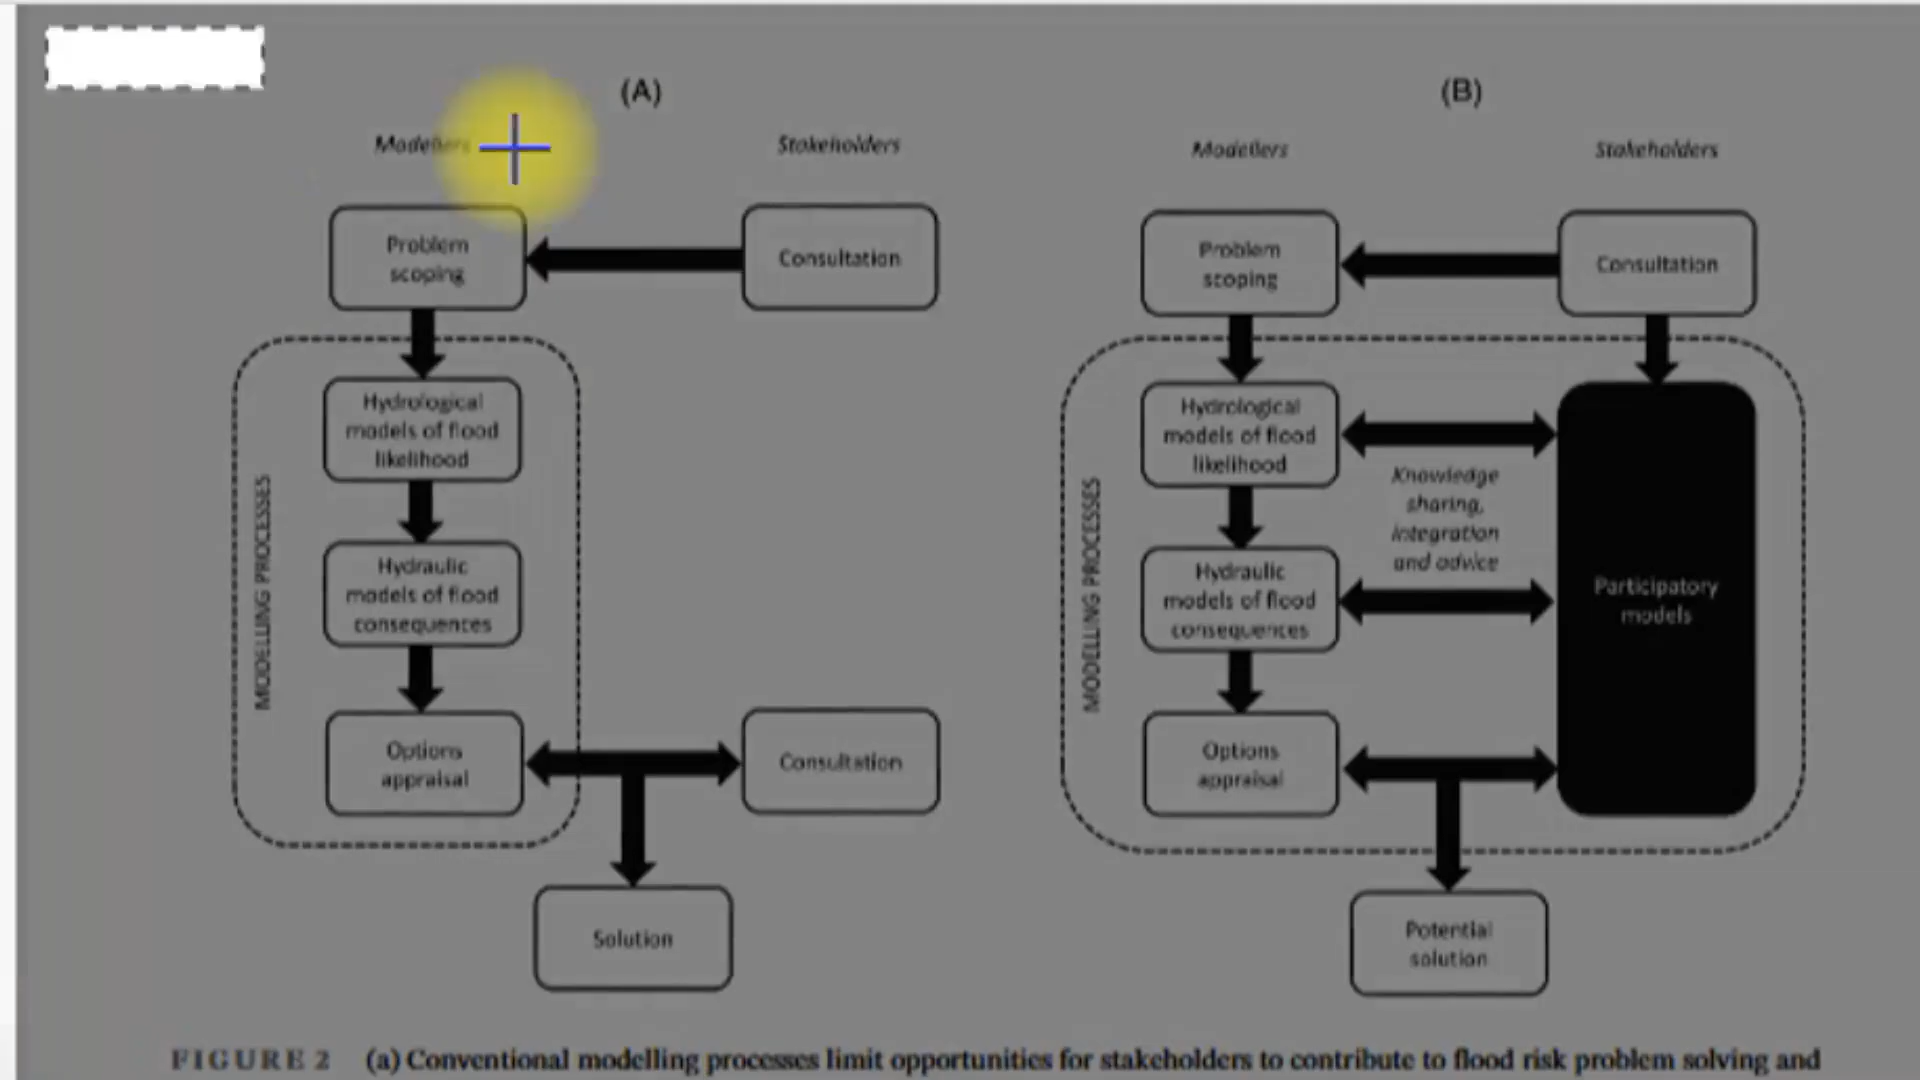 (A)
Modellers
Stakeholders
Problem
scoping
Consultation
MODELLING PROCESSES
Hydrological
models of flood
likelihood
Hydraulic
models of flood
consequences
Options
appraisal
Consultation
Solution
(B)
Modellers
Stakeholders
Problem
scoping
Consultation
MODELLING PROCESSES
Hydrological
models of flood
likelihood
Knowledge
sharing,
integration
and advice
Hydraulic
models of flood
consequences
Participatory
models
Options
appraisal
Potential
solution
FIGURE 2 (a) Conventional modelling processes limit opportunities for stakeholders to contribute to flood risk problem solving and